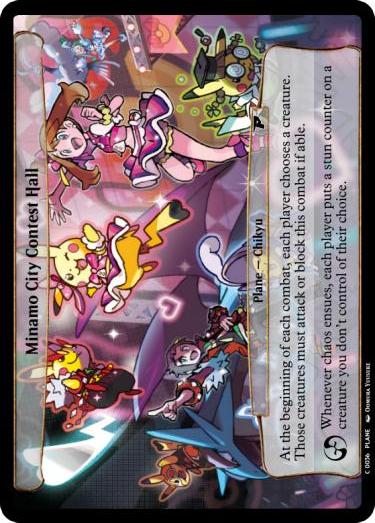 Minamo City Contest Hall
Plane — Chikyu
At the beginning of each combat, each player chooses a creature.
Those creatures must attack or block this combat if able.
Whenever chaos ensues, each player puts a stun counter on a
creature you don't control of their choice.
C 0036 PLANE Oomura Yusuke